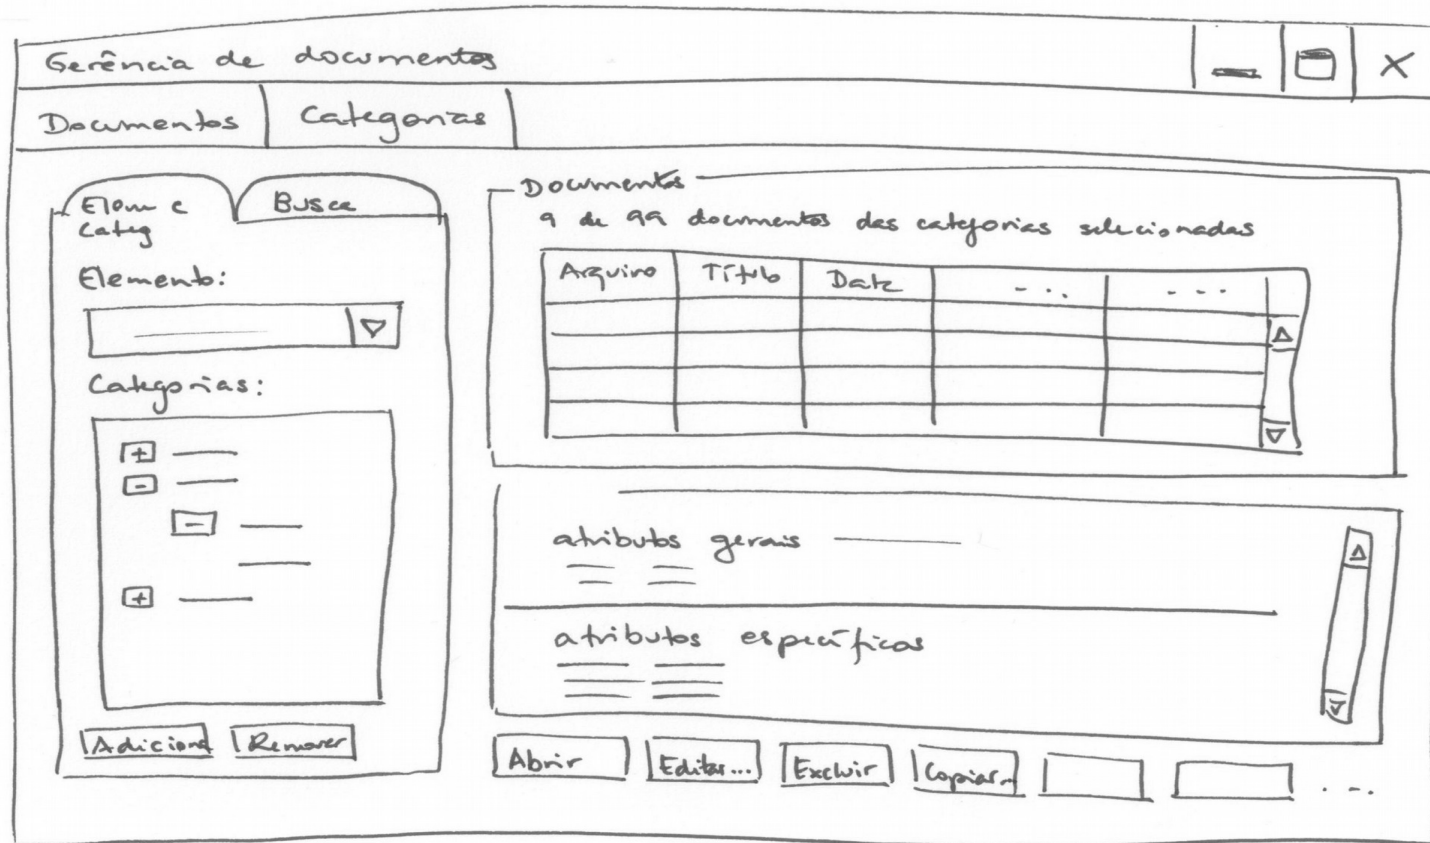 Gerência de documentos
Documentos
Categorias
Elem e
Categ
Busca
Elemento:
Categorias:
Adicionar
Remover
Documentos
9 de 99 documentos das categorias selecionadas
Arquivo Título Data ... ...
atributos gerais
atributos específicos
Abrir Editar... Excluir Copiar... ...